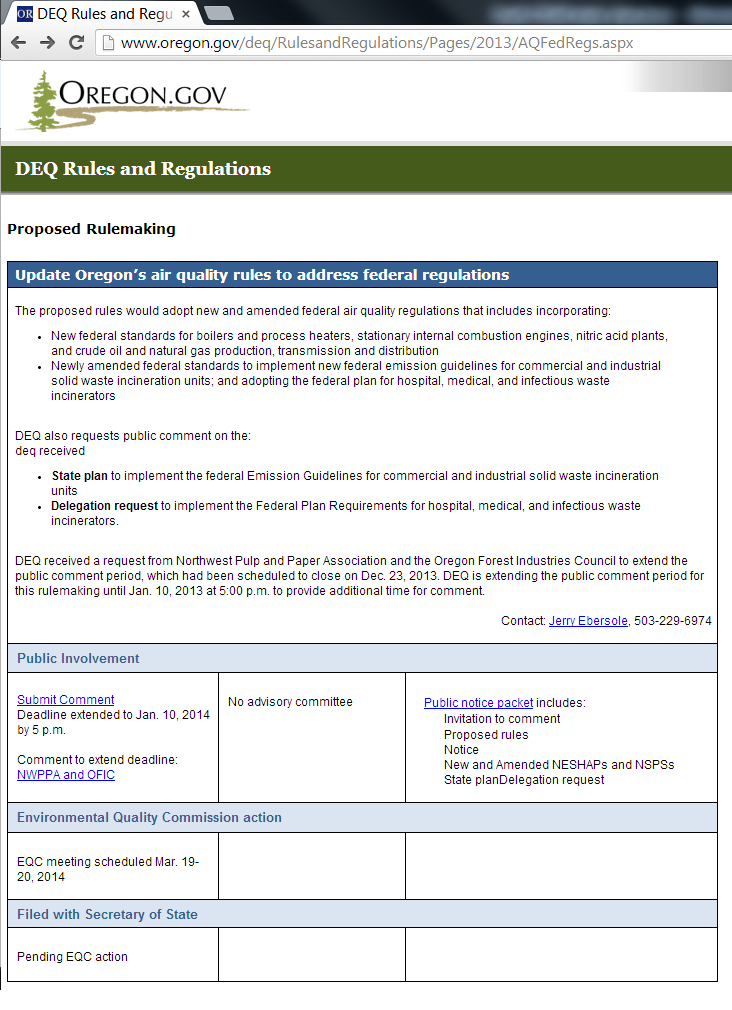 OR DEQ Rules and Regu ×
www.oregon.gov/deq/RulesandRegulations/Pages/2013/AQFedRegs.aspx
OREGON.GOV
DEQ Rules and Regulations
Proposed Rulemaking
Update Oregon's air quality rules to address federal regulations
The proposed rules would adopt new and amended federal air quality regulations that includes incorporating:
• New federal standards for boilers and process heaters, stationary internal combustion engines, nitric acid plants,
and crude oil and natural gas production, transmission and distribution
• Newly amended federal standards to implement new federal emission guidelines for commercial and industrial
solid waste incineration units; and adopting the federal plan for hospital, medical, and infectious waste
incinerators
DEQ also requests public comment on the:
deq received
• State plan to implement the federal Emission Guidelines for commercial and industrial solid waste incineration
units
• Delegation request to implement the Federal Plan Requirements for hospital, medical, and infectious waste
incinerators.
DEQ received a request from Northwest Pulp and Paper Association and the Oregon Forest Industries Council to extend the
public comment period, which had been scheduled to close on Dec. 23, 2013. DEQ is extending the public comment period for
this rulemaking until Jan. 10, 2013 at 5:00 p.m. to provide additional time for comment.
Contact: Jerry Ebersole, 503-229-6974
Public Involvement
Submit Comment
Deadline extended to Jan. 10, 2014
by 5 p.m.
Comment to extend deadline:
NWPPA and OFIC
No advisory committee
Public notice packet includes:
Invitation to comment
Proposed rules
Notice
New and Amended NESHAPs and NSPSs
State planDelegation request
Environmental Quality Commission action
EQC meeting scheduled Mar. 19-
20, 2014
Filed with Secretary of State
Pending EQC action